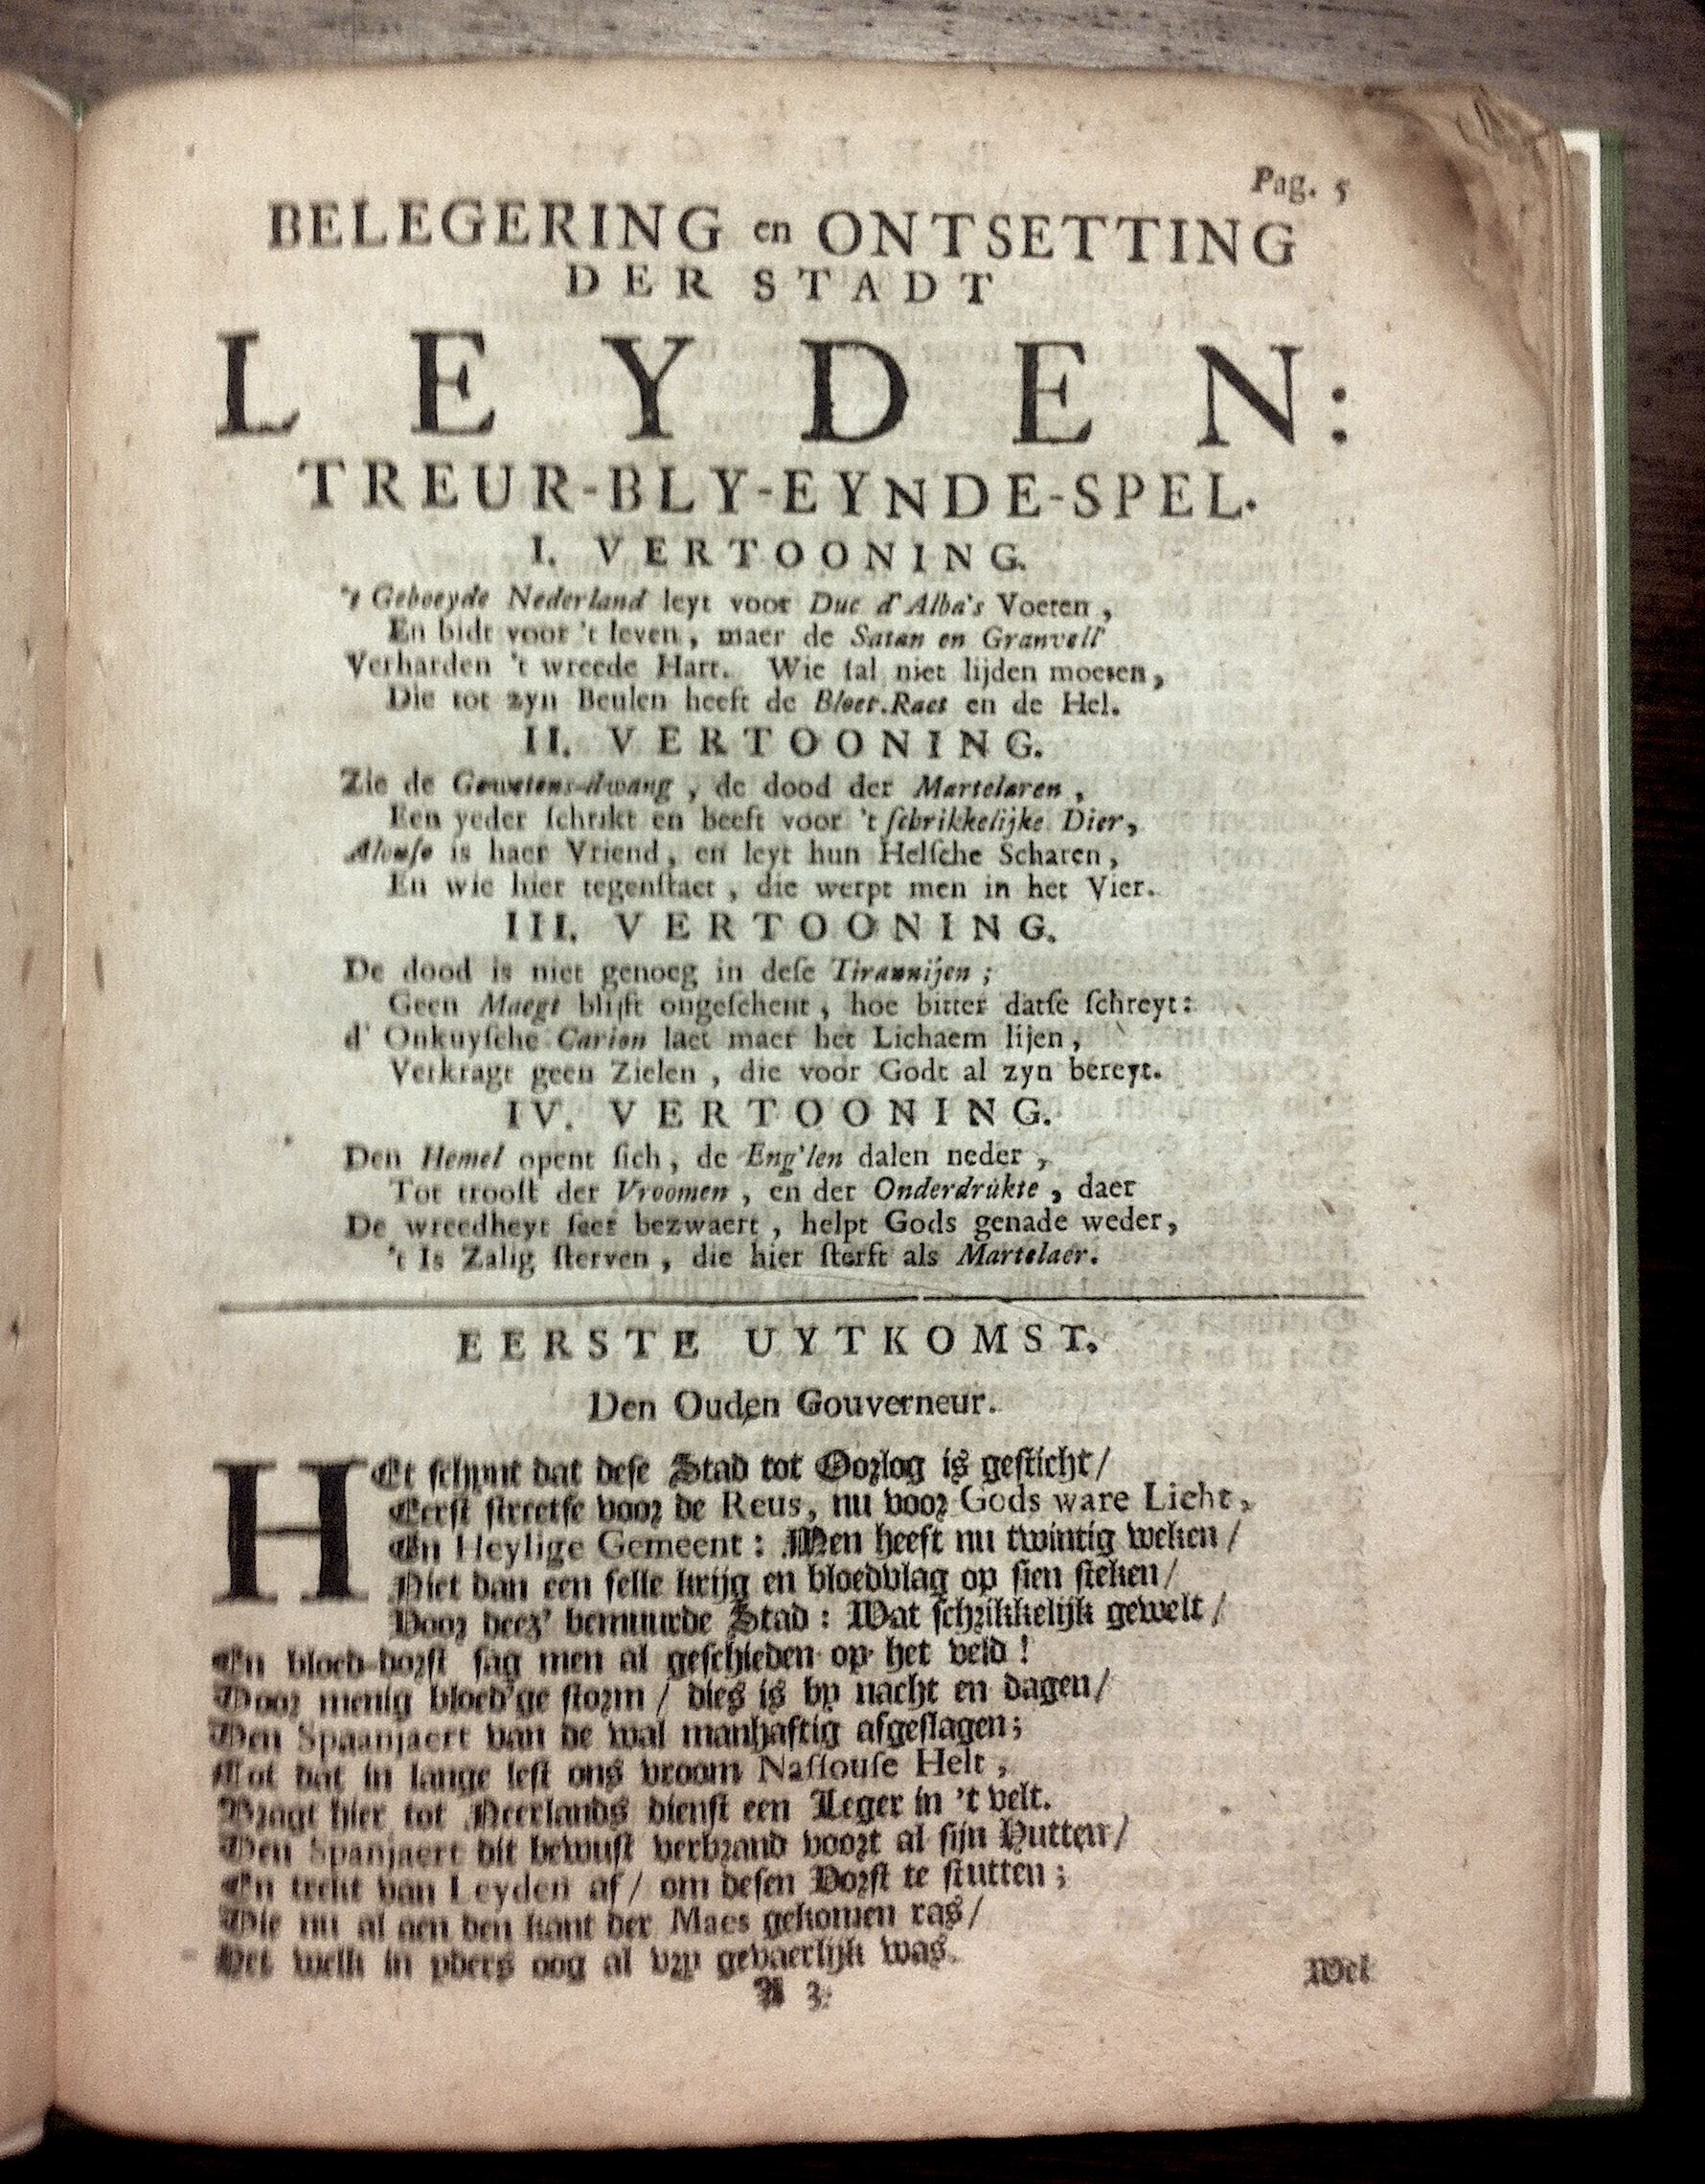 Pag. 5
BELEGERING en ONTSETTING
DER STADT
LEYDEN:
TREUR-BLY-EYNDE-SPEL.
I. VERTOONING.
't Geboeyde Nederland leyt voor Duc d'Alba's Voeten,
En bidt voor 't leven, maer de Satan en Granvell'
Verharden 't wreede Hart. Wie sal niet lijden moeten,
Die tot zyn Beulen heeft de Bloet-Raet en de Hel.
II. VERTOONING.
Zie de Gewetens-dwang, de dood der Martelaren,
Een yeder ſchrikt en beeft voor 't ſchrikkelijke Dier,
Alonſo is haer Vriend, en leyt hun Helſche Scharen,
En wie hier tegenſtaet, die werpt men in het Vier.
III. VERTOONING.
De dood is niet genoeg in deſe Tirannijen;
Geen Maegt blijft ongeſchent, hoe bitter datſe ſchreyt:
d' Onkuyſche Carion laet maer het Lichaem lijen,
Verkragt geen Zielen, die voor Godt al zyn bereyt.
IV. VERTOONING.
Den Hemel opent ſich, de Eng'len dalen neder,
Tot trooſt der Vroomen, en der Onderdrukte, daer
De wreedheyt ſeer bezwaert, helpt Gods genade weder,
't Is Zalig ſterven, die hier ſterft als Martelaer.
EERSTE UYTKOMST.
Den Ouden Gouverneur.
HEt ſchynt dat deſe Stad tot Oorlog is geſticht/
Eerſt ſtreetſe voor de Reus, nu voor Gods ware Licht,
En Heylige Gemeent: Men heeft nu twintig weken/
Niet dan een felle krijg en bloedvlag op ſien ſteken/
Voor deez' bemuurde Stad: Wat ſchrikkelijk gewelt/
En bloed-dorſt ſag men al geſchieden op het veld!
Door menig bloed'ge ſtorm/ dies is by nacht en dagen/
Den Spaanjaert van de wal manhaftig afgeſlagen;
Tot dat in lange leſt ons vroom Naſſouſe Helt,
Bragt hier tot Neerlands dienſt een Leger in 't velt.
Den Spanjaert dit bewuſt verbrand voort al ſijn Hutten/
En trekt van Leyden af/ om deſen Vorſt te ſtutten;
Die nu al aen den kant der Maes gekomen ras/
Het welk in yders oog al vry gevaerlijk was.
A 3
Wel